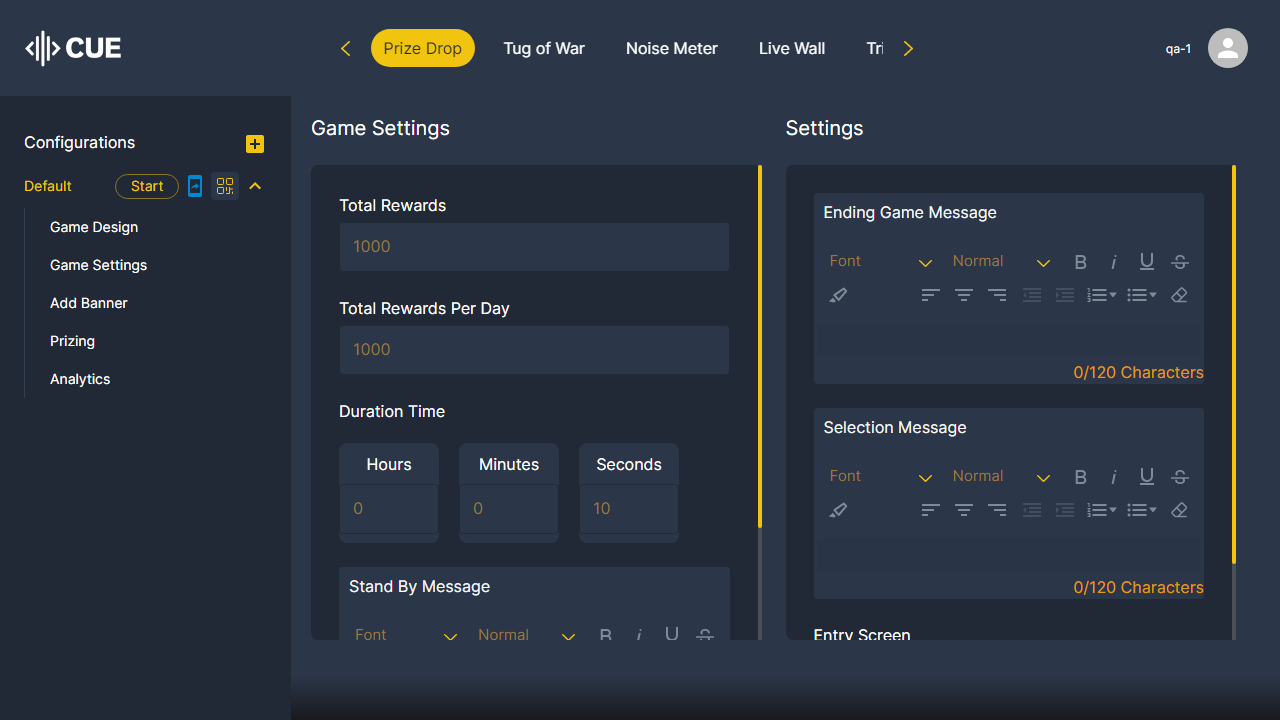 CUE
Prize Drop
Tug of War
Noise Meter
Live Wall
Tri
qa-1
Configurations
Default
Start
Game Design
Game Settings
Add Banner
Prizing
Analytics
Game Settings
Total Rewards
1000
Total Rewards Per Day
1000
Duration Time
Hours
Minutes
Seconds
0
0
10
Stand By Message
Font
Normal
Settings
Ending Game Message
Font
Normal
0/120 Characters
Selection Message
Font
Normal
0/120 Characters
Entry Screen